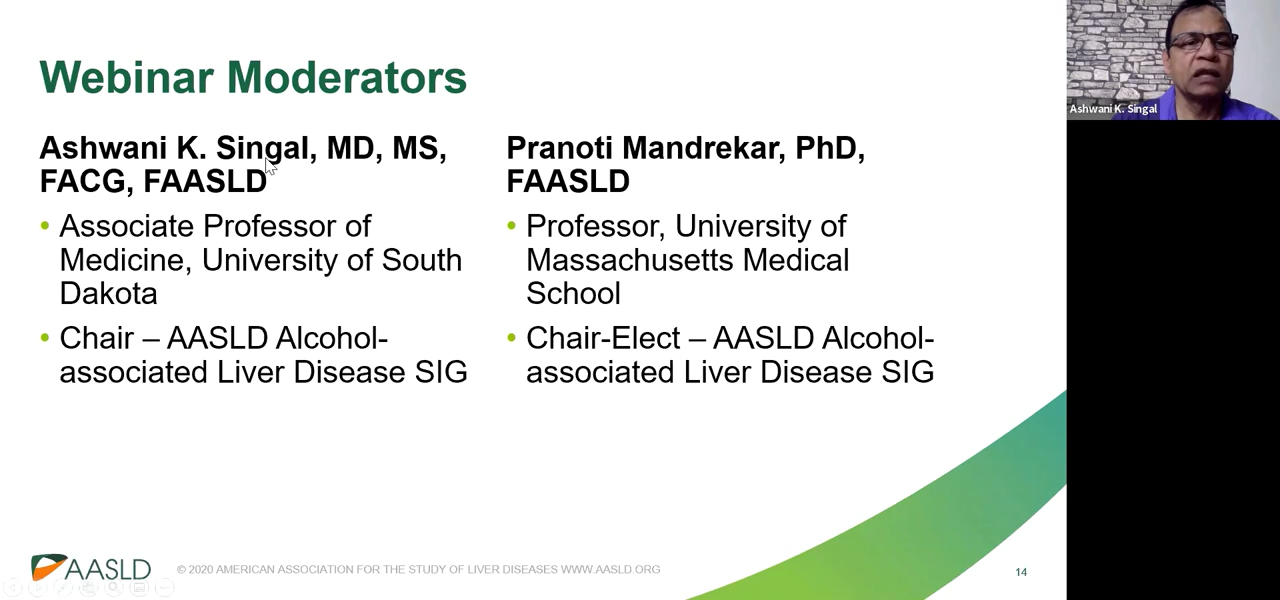 Webinar Moderators
Ashwani K. Singal, MD, MS,
FACG, FAASLD
• Associate Professor of
Medicine, University of South
Dakota
• Chair – AASLD Alcohol-
associated Liver Disease SIG
Pranoti Mandrekar, PhD,
FAASLD
• Professor, University of
Massachusetts Medical
School
• Chair-Elect – AASLD Alcohol-
associated Liver Disease SIG
Ashwani K. Singal
AASLD
© 2020 AMERICAN ASSOCIATION FOR THE STUDY OF LIVER DISEASES WWW.AASLD.ORG
14